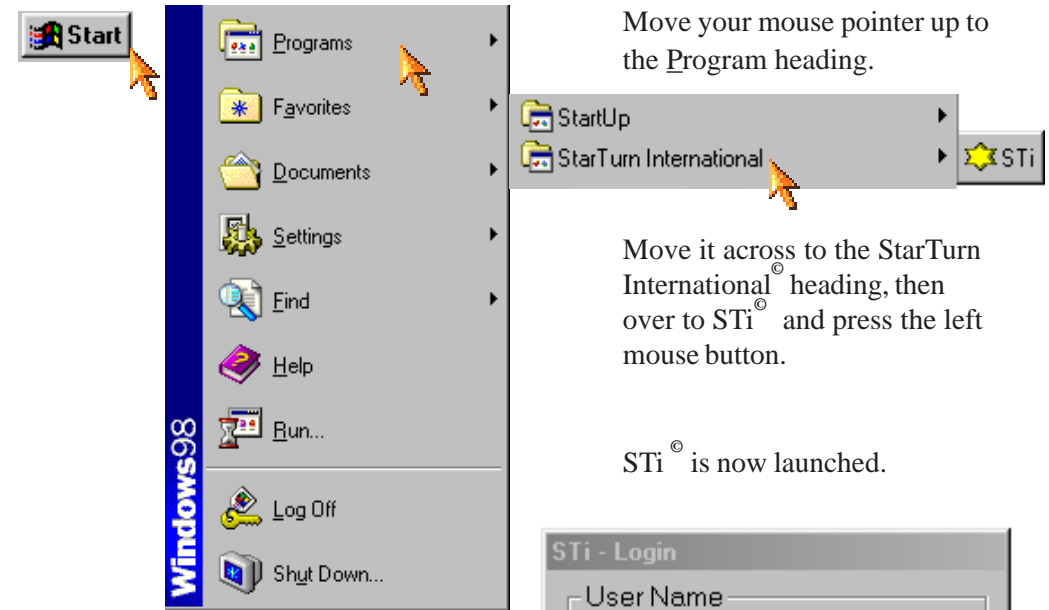 Start
Programs
Favorites
Documents
Settings
Find
Help
Run...
Log Off
Shut Down...
Windows98
Move your mouse pointer up to
the Program heading.
StartUp
StarTurn International
STi
Move it across to the StarTurn
International© heading, then
over to STi© and press the left
mouse button.
STi © is now launched.
STi - Login
User Name